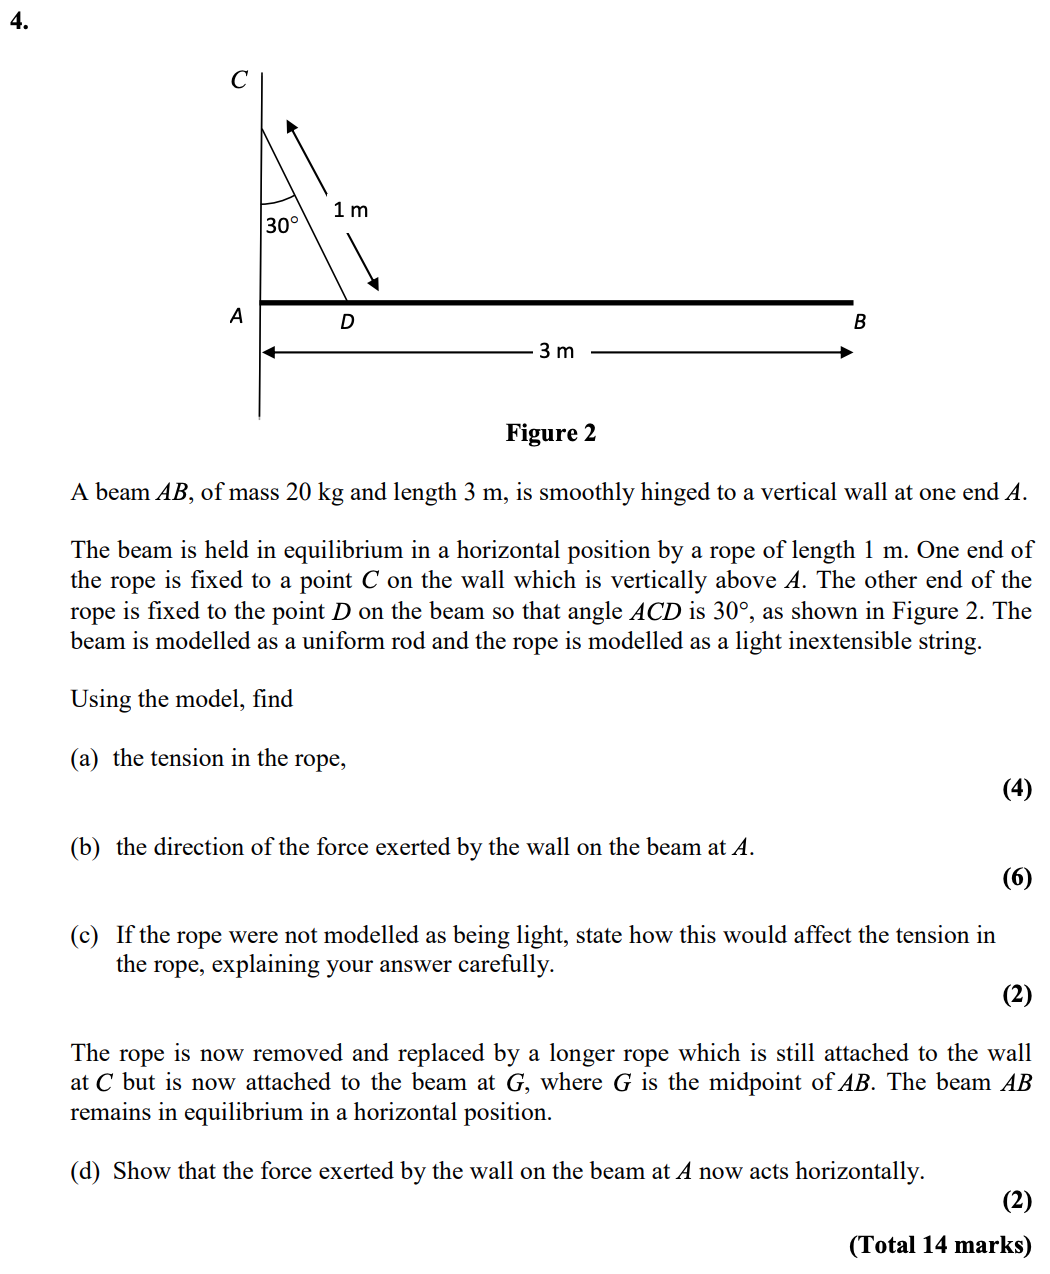 4.
C
1 m
30°
A
D
B
3 m
Figure 2
A beam AB, of mass 20 kg and length 3 m, is smoothly hinged to a vertical wall at one end A.
The beam is held in equilibrium in a horizontal position by a rope of length 1 m. One end of
the rope is fixed to a point C on the wall which is vertically above A. The other end of the
rope is fixed to the point D on the beam so that angle ACD is 30°, as shown in Figure 2. The
beam is modelled as a uniform rod and the rope is modelled as a light inextensible string.
Using the model, find
(a) the tension in the rope,
(4)
(b) the direction of the force exerted by the wall on the beam at A.
(6)
(c) If the rope were not modelled as being light, state how this would affect the tension in
the rope, explaining your answer carefully.
(2)
The rope is now removed and replaced by a longer rope which is still attached to the wall
at C but is now attached to the beam at G, where G is the midpoint of AB. The beam AB
remains in equilibrium in a horizontal position.
(d) Show that the force exerted by the wall on the beam at A now acts horizontally.
(2)
(Total 14 marks)